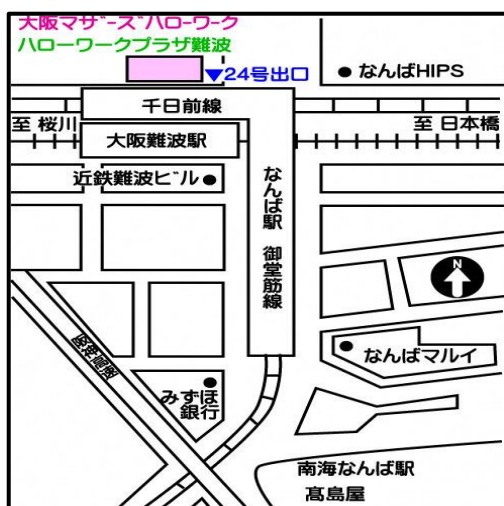 大阪マザーズハローワーク
ハローワークプラザ難波
▼24号出口
なんばHIPS
千日前線
至 桜川
至 日本橋
大阪難波駅
近鉄難波ビル
なんば駅 御堂筋線
N
なんばマルイ
みずほ
銀行
南海なんば駅
髙島屋